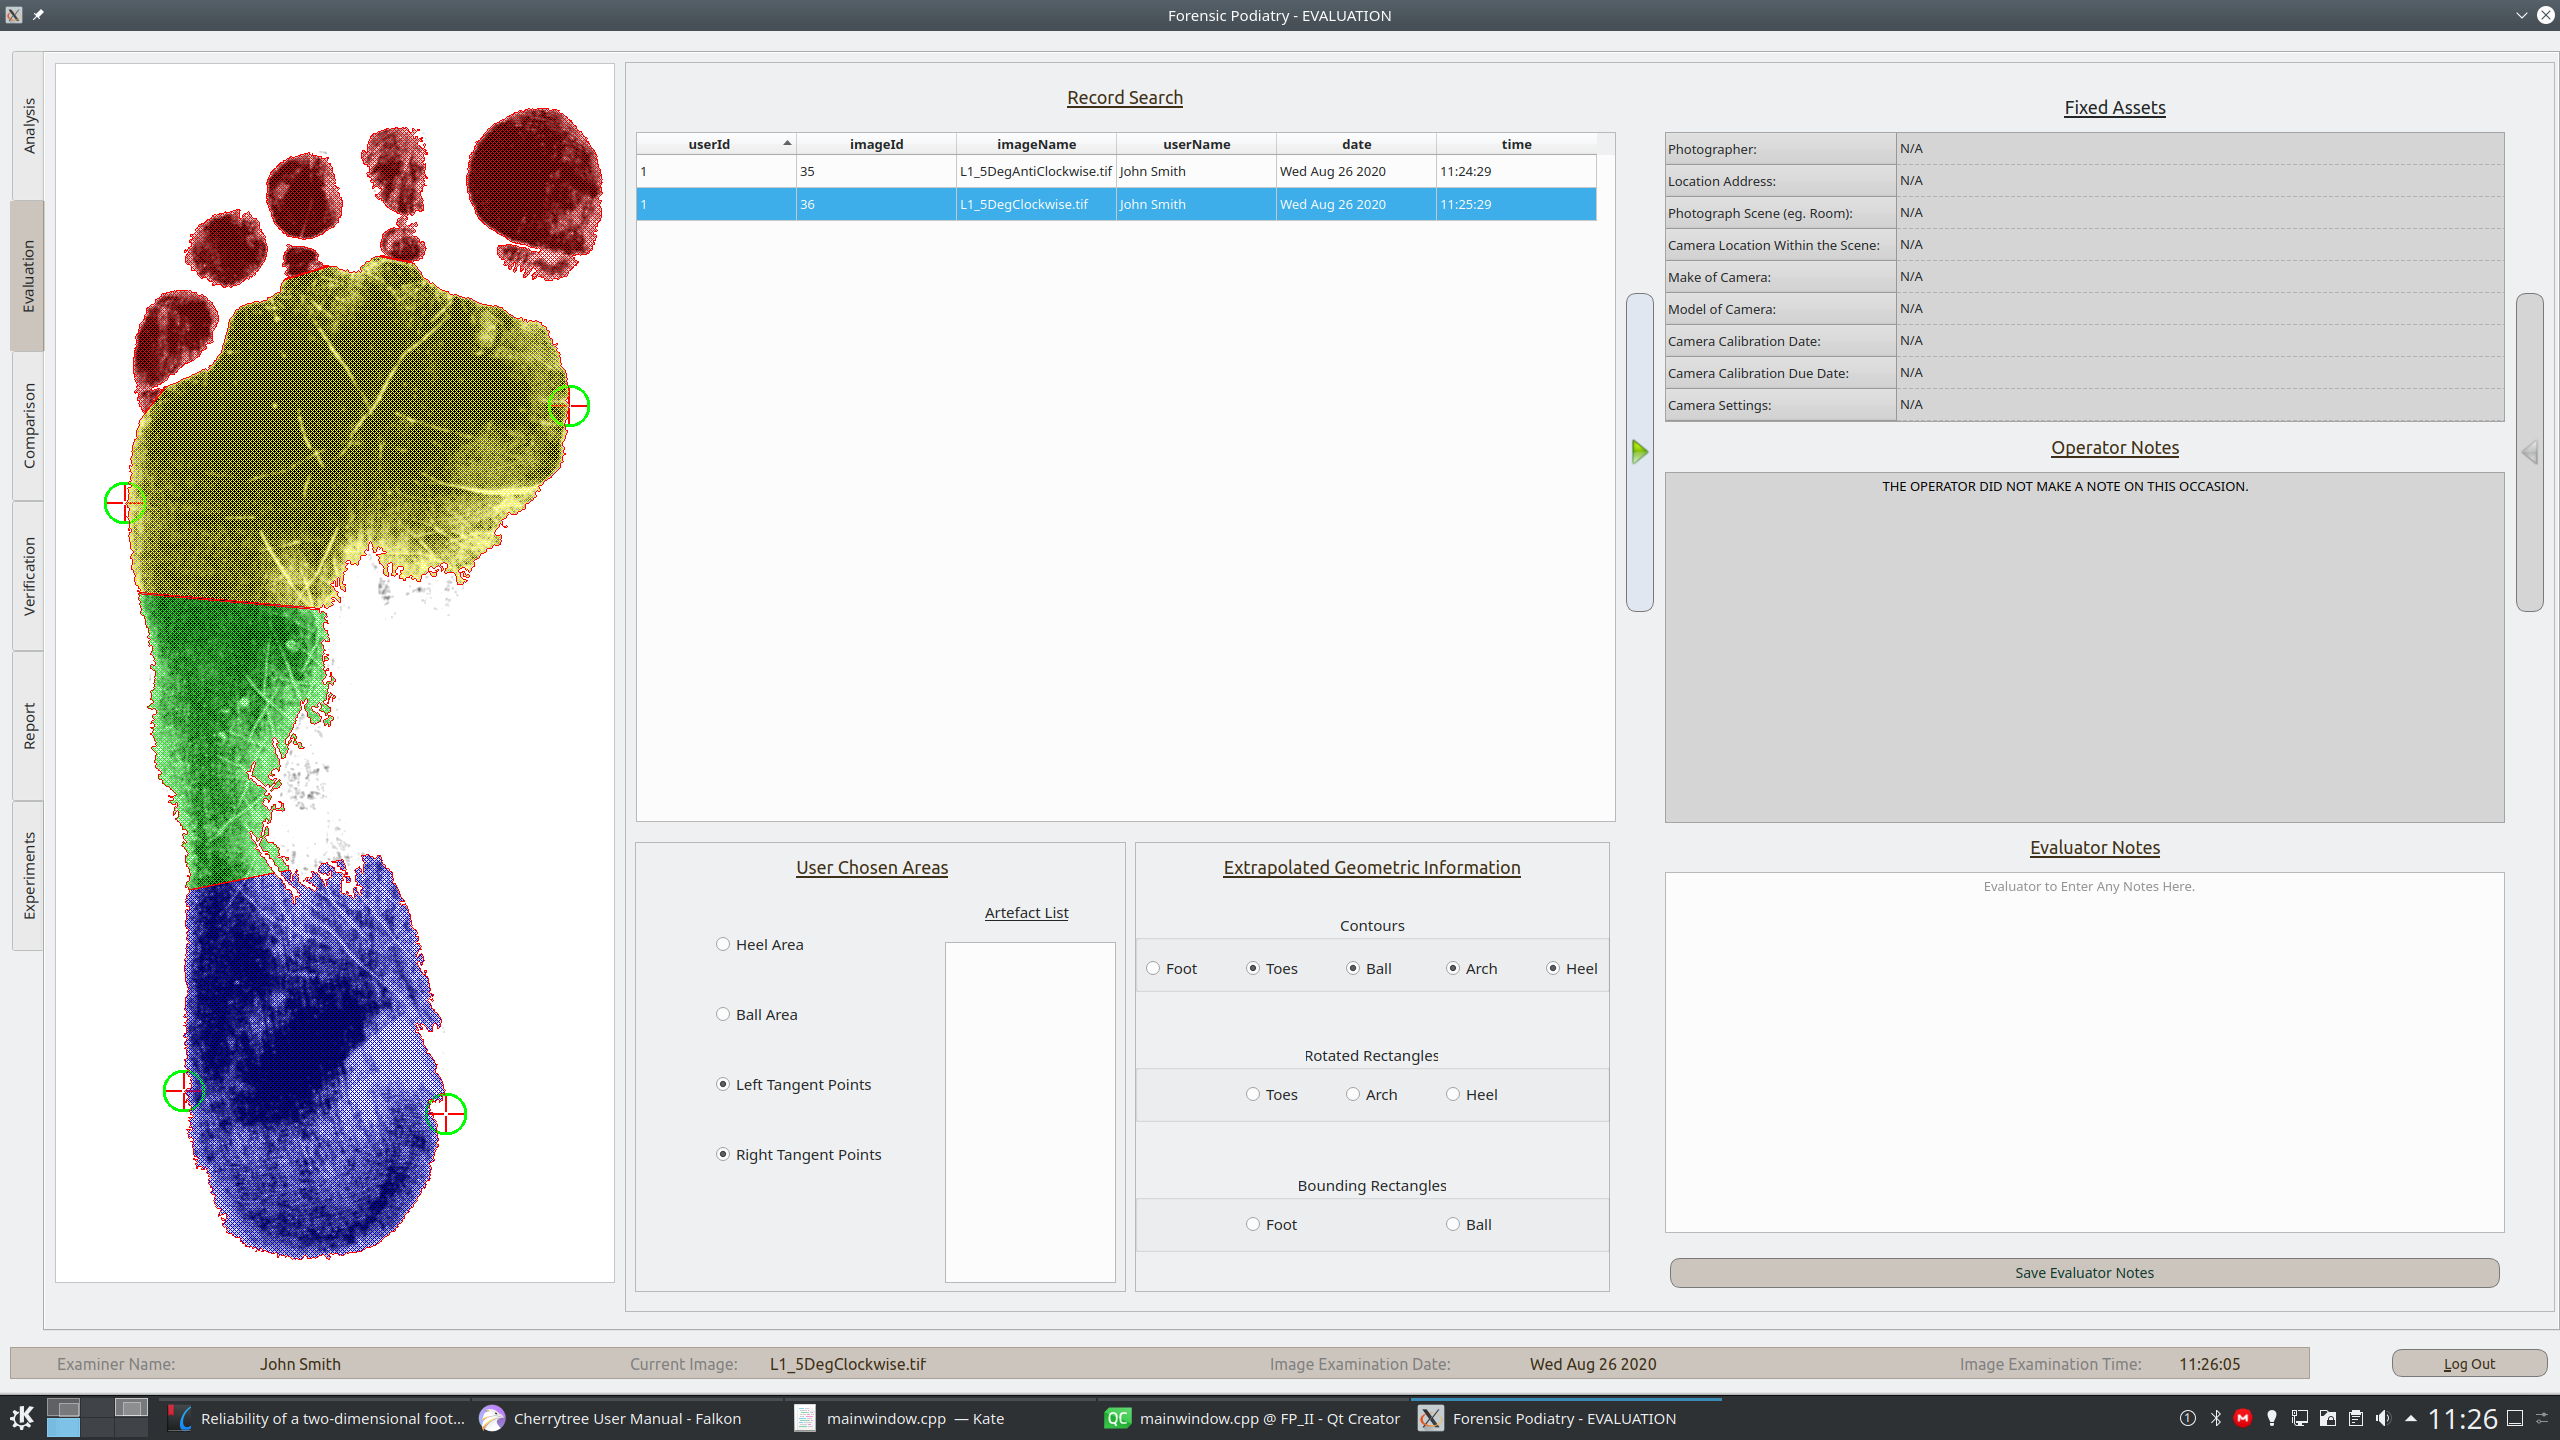 Forensic Podiatry - EVALUATION
Analysis
Evaluation
Comparison
Verification
Report
Experiments
Record Search
userId imageId imageName userName date time
1 35 L1_5DegAntiClockwise.tif John Smith Wed Aug 26 2020 11:24:29
1 36 L1_5DegClockwise.tif John Smith Wed Aug 26 2020 11:25:29
User Chosen Areas
Artefact List
Heel Area
Ball Area
Left Tangent Points
Right Tangent Points
Extrapolated Geometric Information
Contours
Foot Toes Ball Arch Heel
Rotated Rectangles
Toes Arch Heel
Bounding Rectangles
Foot Ball
Fixed Assets
Photographer: N/A
Location Address: N/A
Photograph Scene (eg. Room): N/A
Camera Location Within the Scene: N/A
Make of Camera: N/A
Model of Camera: N/A
Camera Calibration Date: N/A
Camera Calibration Due Date: N/A
Camera Settings: N/A
Operator Notes
THE OPERATOR DID NOT MAKE A NOTE ON THIS OCCASION.
Evaluator Notes
Evaluator to Enter Any Notes Here.
Save Evaluator Notes
Examiner Name: John Smith Current Image: L1_5DegClockwise.tif Image Examination Date: Wed Aug 26 2020 Image Examination Time: 11:26:05 Log Out
Reliability of a two-dimensional foot... Cherrytree User Manual - Falkon mainwindow.cpp — Kate QC mainwindow.cpp @ FP_II - Qt Creator Forensic Podiatry - EVALUATION 11:26